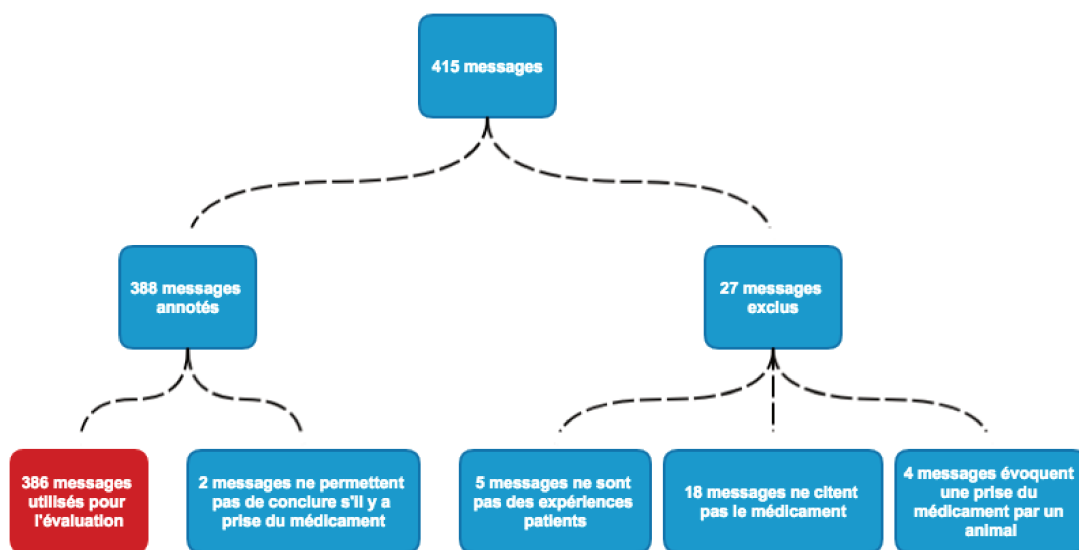 415 messages
388 messages
annotés
27 messages
exclus
386 messages
utilisés pour
l'évaluation
2 messages ne permettent
pas de conclure s'il y a
prise du médicament
5 messages ne sont
pas des expériences
patients
18 messages ne citent
pas le médicament
4 messages évoquent
une prise du
médicament par un
animal